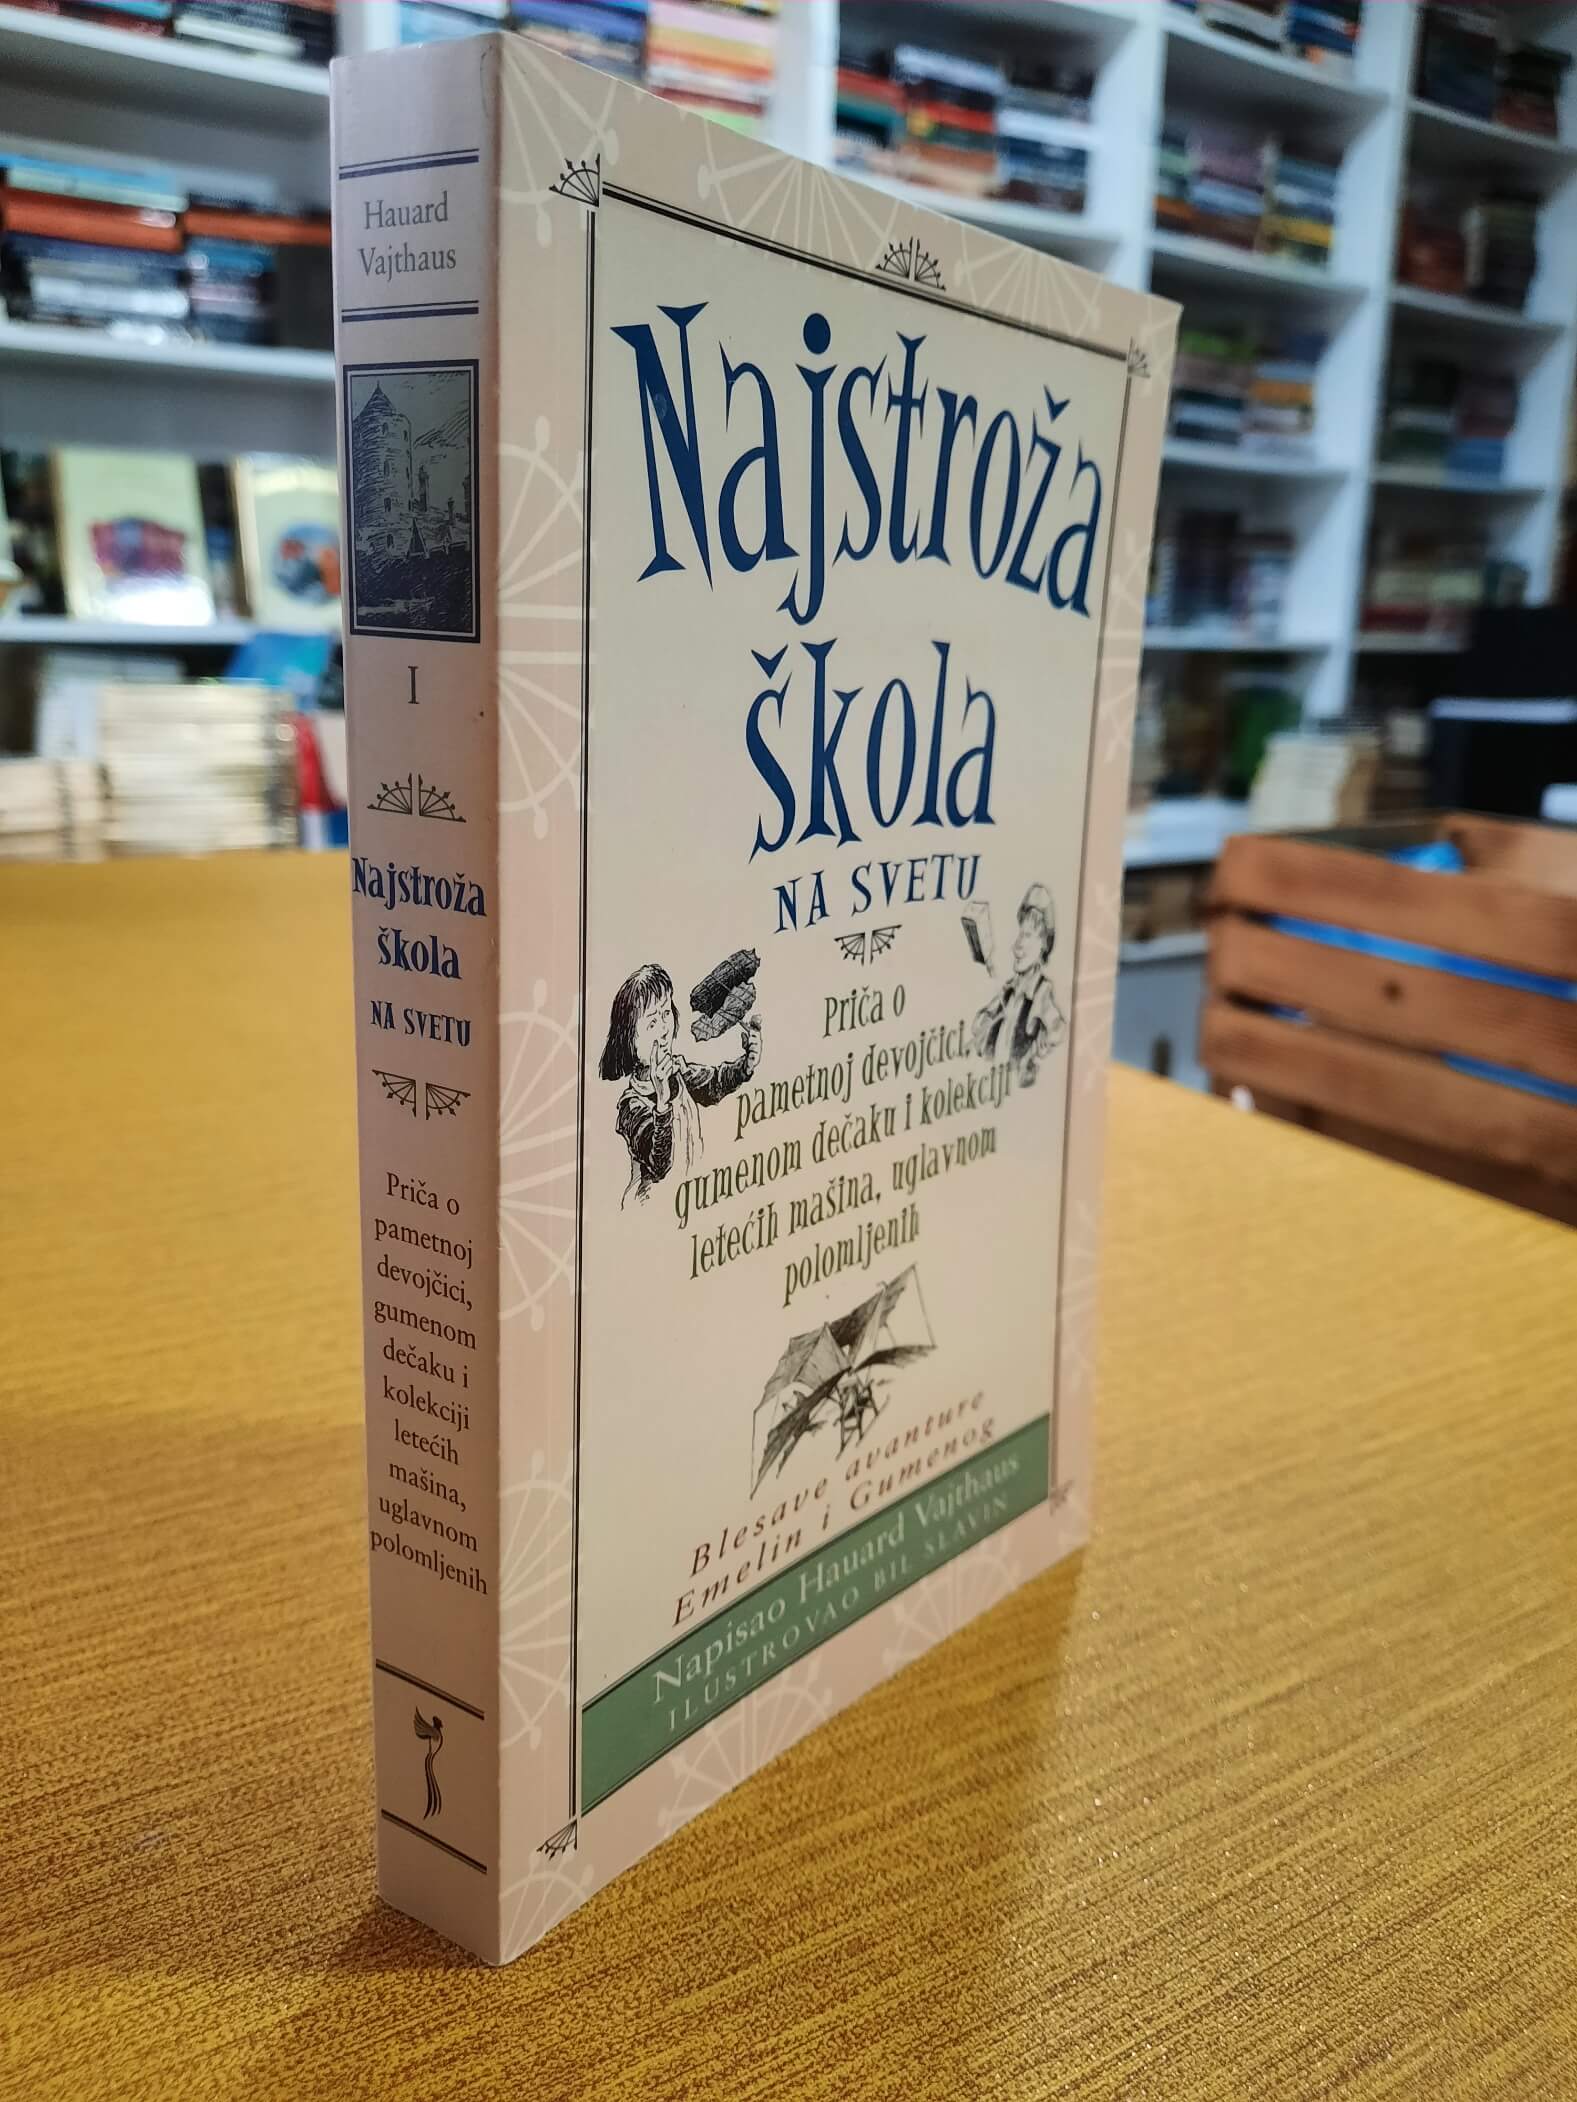 Hauard
Vajthaus
I
Najstroža
škola
NA SVETU
Priča o
pametnoj
devojčici,
gumenom
dečaku i
kolekciji
letećih
mašina,
uglavnom
polomljenih
Najstroža
škola
NA SVETU
Priča o
pametnoj devojčici,
gumenom dečaku i kolekciji
letećih mašina, uglavnom
polomljenih
Blesave avanture
Emelin i Gumenog
Napisao Hauard Vajthaus
ILUSTROVAO BIL SLAVIN